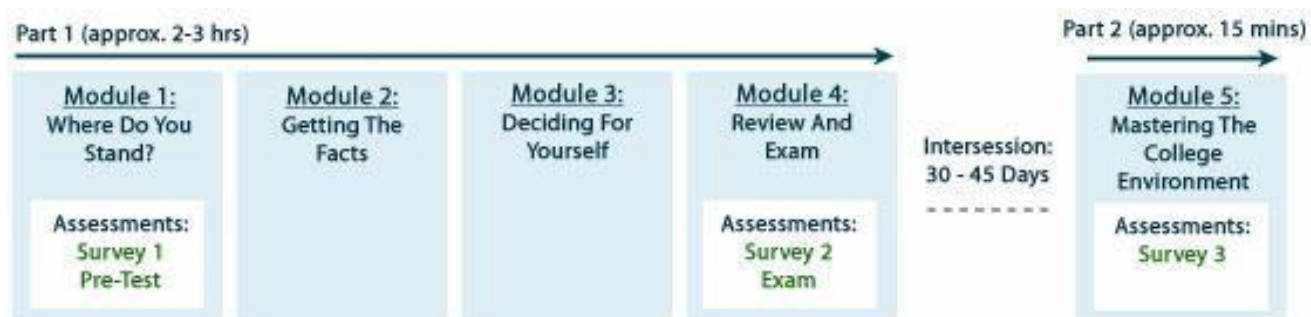 Part 1 (approx. 2-3 hrs)
Module 1:
Where Do You
Stand?
Assessments:
Survey 1
Pre-Test
Module 2:
Getting The
Facts
Module 3:
Deciding For
Yourself
Module 4:
Review And
Exam
Assessments:
Survey 2
Exam
Intersession:
30 - 45 Days
Part 2 (approx. 15 mins)
Module 5:
Mastering The
College
Environment
Assessments:
Survey 3